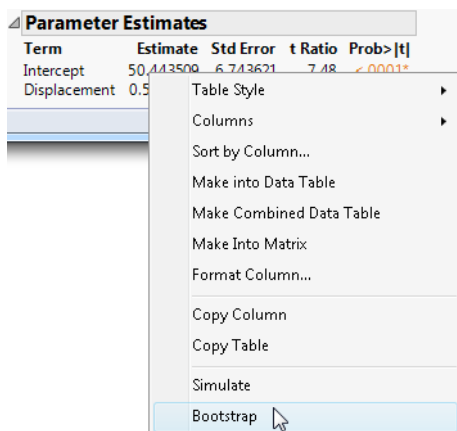 Parameter Estimates
Term Estimate Std Error t Ratio Prob>|t|
Intercept 50.443509 6.743621 7.48 <.0001*
Displacement 0.5
Table Style
Columns
Sort by Column...
Make into Data Table
Make Combined Data Table
Make Into Matrix
Format Column...
Copy Column
Copy Table
Simulate
Bootstrap